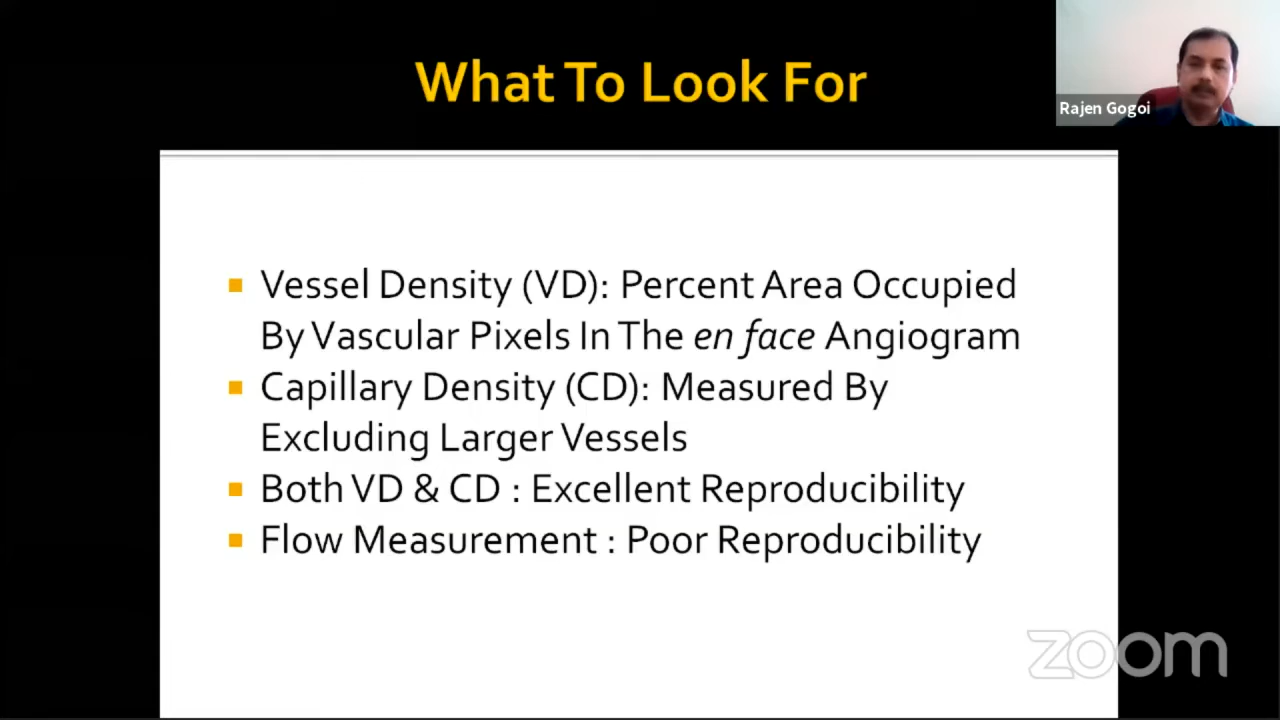 What To Look For
Rajen Gogoi
Vessel Density (VD): Percent Area Occupied
By Vascular Pixels In The en face Angiogram
Capillary Density (CD): Measured By
Excluding Larger Vessels
Both VD & CD : Excellent Reproducibility
Flow Measurement : Poor Reproducibility
zoom